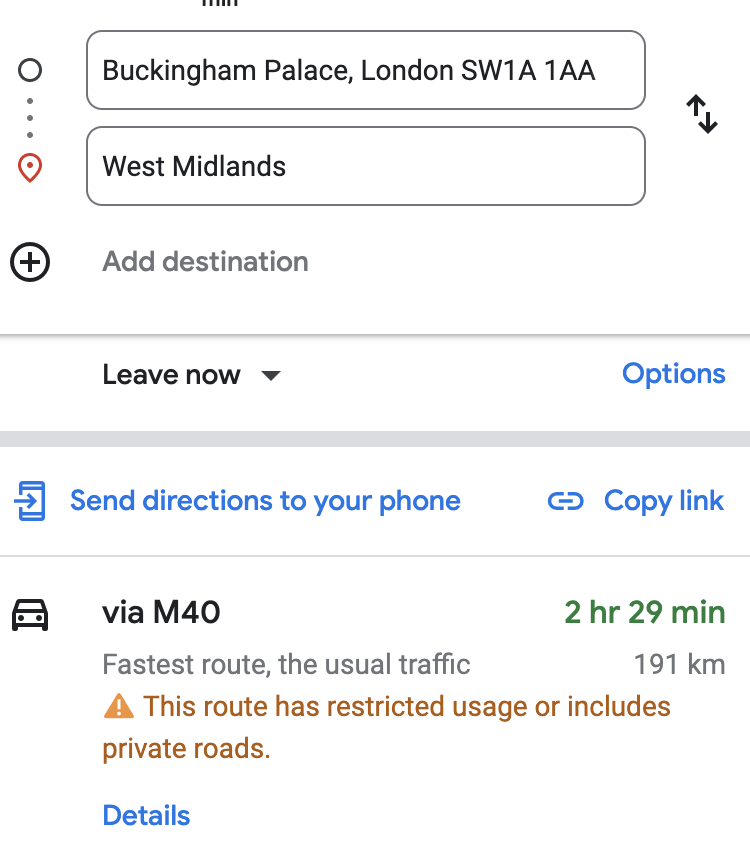 min
Buckingham Palace, London SW1A 1AA
West Midlands
Add destination
Leave now
Options
Send directions to your phone
Copy link
via M40
2 hr 29 min
Fastest route, the usual traffic
191 km
This route has restricted usage or includes
private roads.
Details